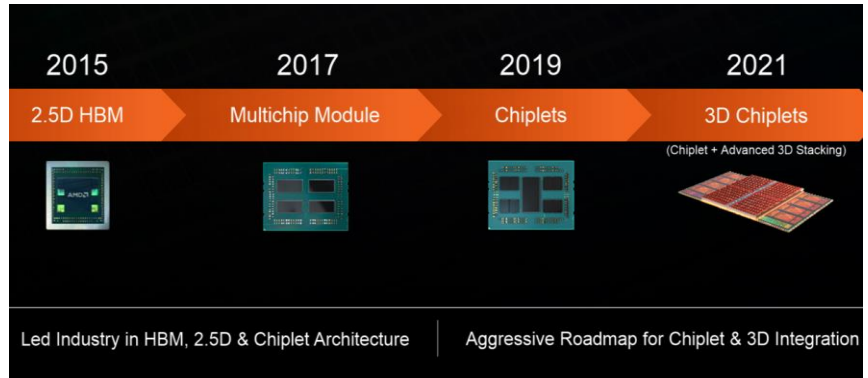 2015
2017
2019
2021
2.5D HBM
Multichip Module
Chiplets
3D Chiplets
(Chiplet + Advanced 3D Stacking)
AMD
Led Industry in HBM, 2.5D & Chiplet Architecture
Aggressive Roadmap for Chiplet & 3D Integration